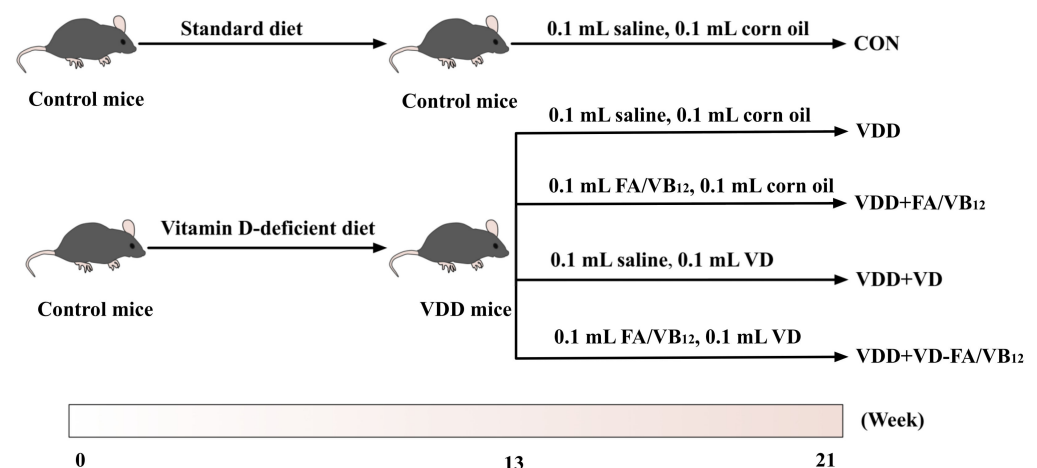 Standard diet
0.1 mL saline, 0.1 mL corn oil
CON
Control mice
Control mice
0.1 mL saline, 0.1 mL corn oil
VDD
0.1 mL FA/VB12, 0.1 mL corn oil
VDD+FA/VB12
Vitamin D-deficient diet
0.1 mL saline, 0.1 mL VD
VDD+VD
Control mice
VDD mice
0.1 mL FA/VB12, 0.1 mL VD
VDD+VD-FA/VB12
(Week)
0
13
21